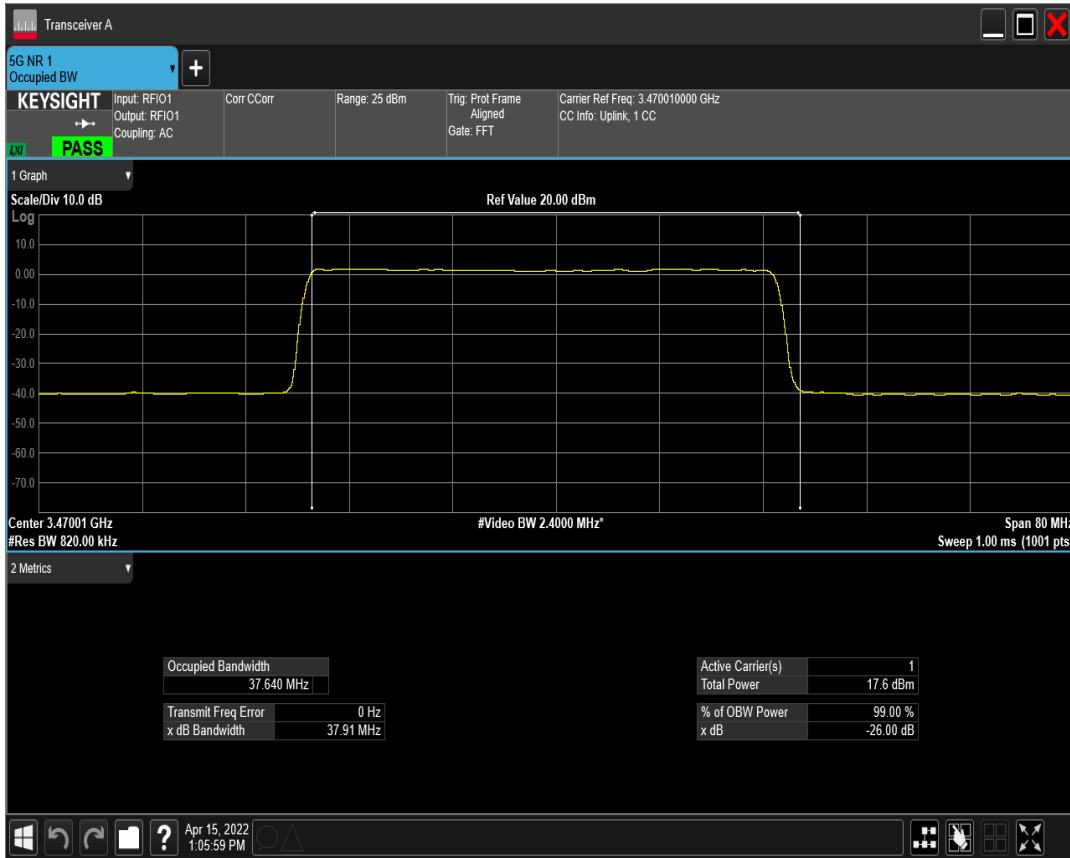 Transceiver A
5G NR 1
Occupied BW
+
KEYSIGHT
LXI
PASS
Input: RFIO1
Output: RFIO1
Coupling: AC
Corr CCorr
Range: 25 dBm
Trig: Prot Frame
Aligned
Gate: FFT
Carrier Ref Freq: 3.470010000 GHz
CC Info: Uplink, 1 CC
1 Graph
Scale/Div 10.0 dB
Ref Value 20.00 dBm
Log
10.0
0.00
-10.0
-20.0
-30.0
-40.0
-50.0
-60.0
-70.0
Center 3.47001 GHz
#Video BW 2.4000 MHz*
Span 80 MHz
#Res BW 820.00 kHz
Sweep 1.00 ms (1001 pts
2 Metrics
Occupied Bandwidth
37.640 MHz
Transmit Freq Error 0 Hz
x dB Bandwidth 37.91 MHz
Active Carrier(s) 1
Total Power 17.6 dBm
% of OBW Power 99.00 %
x dB -26.00 dB
?
Apr 15, 2022
1:05:59 PM